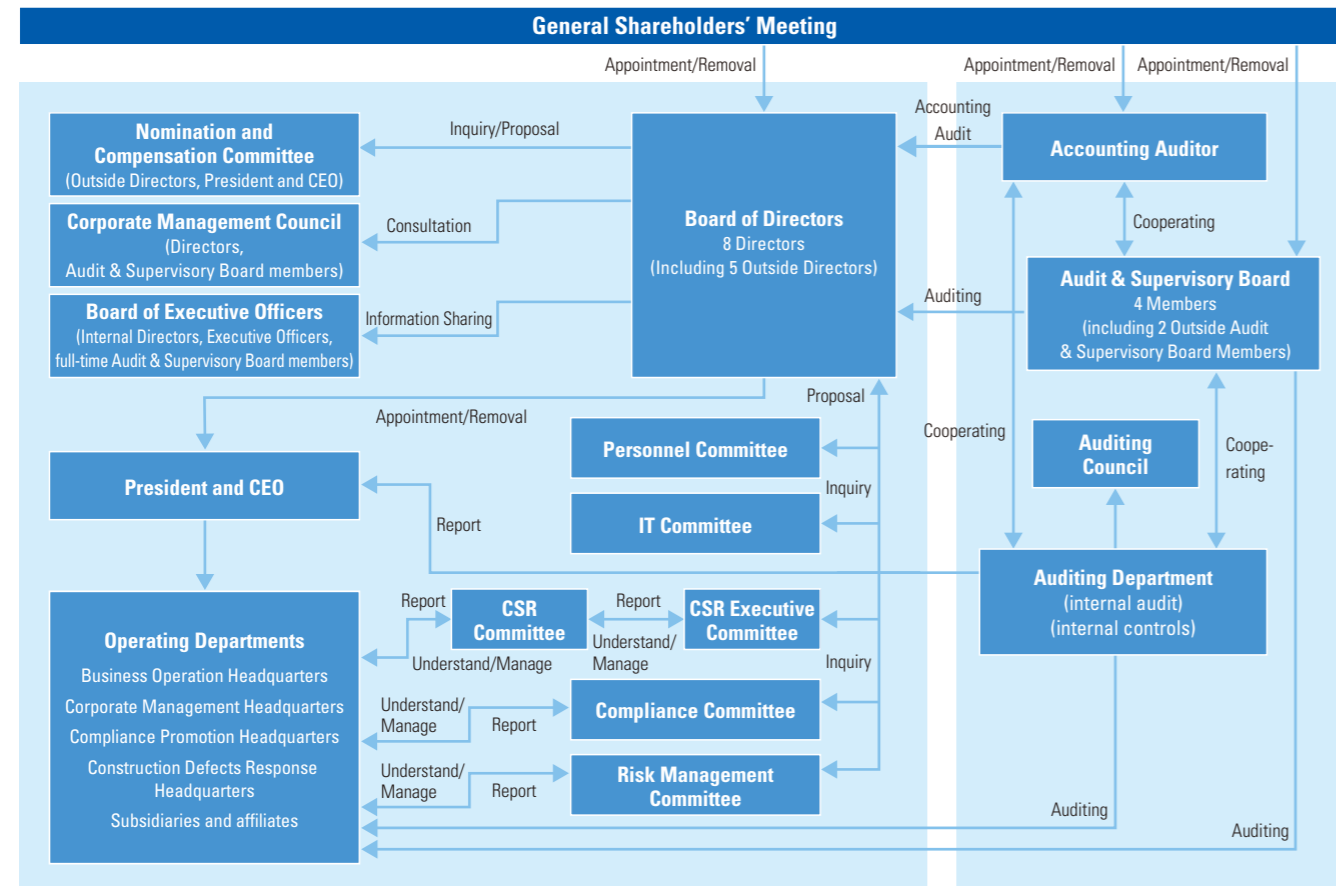 General Shareholders’ Meeting
Appointment/Removal
Appointment/Removal
Appointment/Removal
Nomination and
Compensation Committee
(Outside Directors, President and CEO)
Inquiry/Proposal
Corporate Management Council
(Directors,
Audit & Supervisory Board members)
Consultation
Board of Executive Officers
(Internal Directors, Executive Officers,
full-time Audit & Supervisory Board members)
Information Sharing
Board of Directors
8 Directors
(Including 5 Outside Directors)
Accounting
Audit
Accounting Auditor
Cooperating
Auditing
Audit & Supervisory Board
4 Members
(including 2 Outside Audit
& Supervisory Board Members)
Appointment/Removal
Proposal
President and CEO
Report
Personnel Committee
Inquiry
IT Committee
Cooperating
Auditing
Council
Coope-
rating
Auditing Department
(internal audit)
(internal controls)
Operating Departments
Business Operation Headquarters
Corporate Management Headquarters
Compliance Promotion Headquarters
Construction Defects Response
Headquarters
Subsidiaries and affiliates
Report
CSR
Committee
Understand/Manage
Report
Understand/
Manage
CSR Executive
Committee
Inquiry
Understand/
Manage
Report
Compliance Committee
Understand/
Manage
Report
Risk Management
Committee
Auditing
Auditing